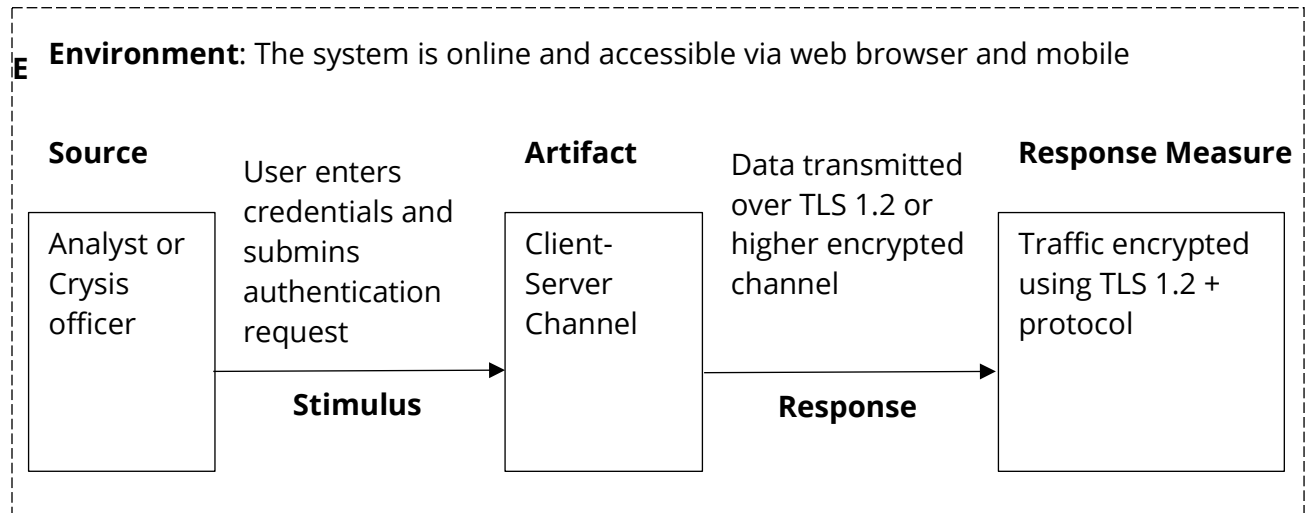 Environment: The system is online and accessible via web browser and mobile
E
Source
User enters
credentials and
submins
authentication
request
Stimulus
Artifact
Data transmitted
over TLS 1.2 or
higher encrypted
channel
Response
Response Measure
Analyst or
Crysis
officer
Client-
Server
Channel
Traffic encrypted
using TLS 1.2 +
protocol